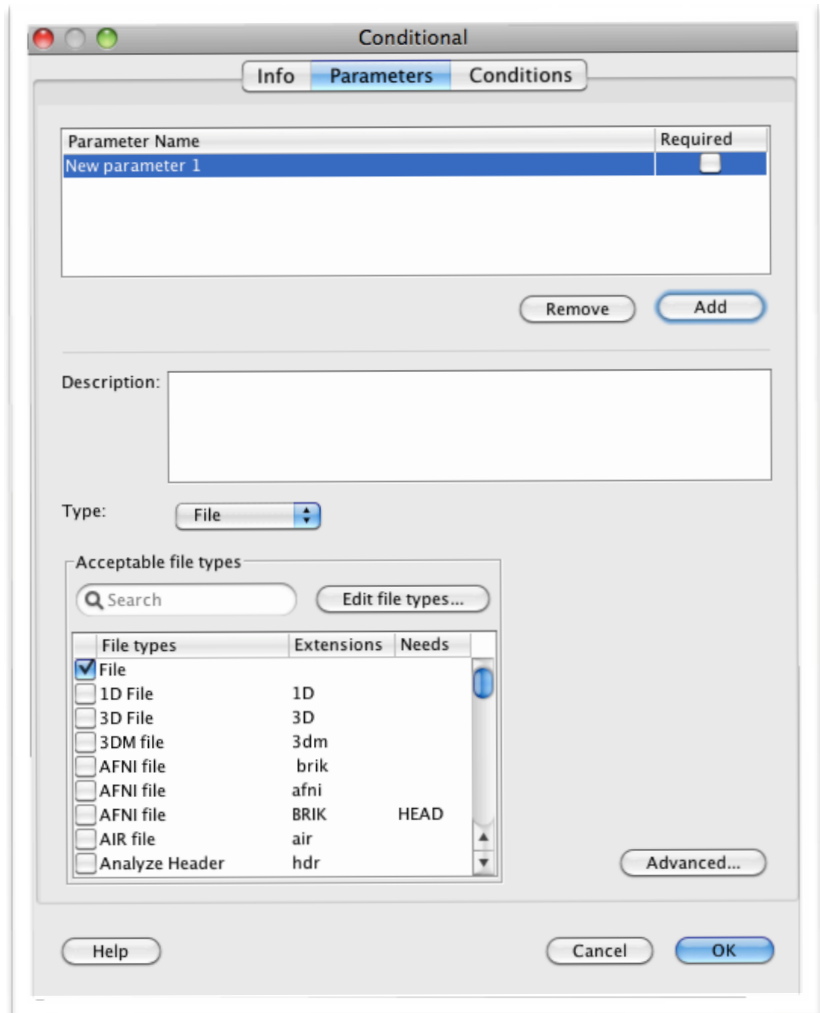 Conditional
Info Parameters Conditions
Parameter Name Required
New parameter 1
Remove Add
Description:
Type: File
Acceptable file types
Search Edit file types...
File types Extensions Needs
File
1D File 1D
3D File 3D
3DM file 3dm
AFNI file brik
AFNI file afni
AFNI file BRIK HEAD
AIR file air
Analyze Header hdr
Advanced...
Help Cancel OK